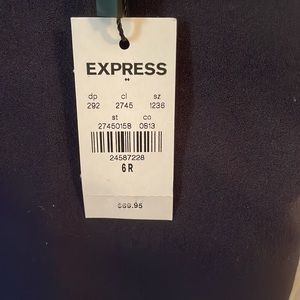 EXPRESS
dp cl sz
292 2745 1236
st co
27450158 0813
24587228
6R
$69.95